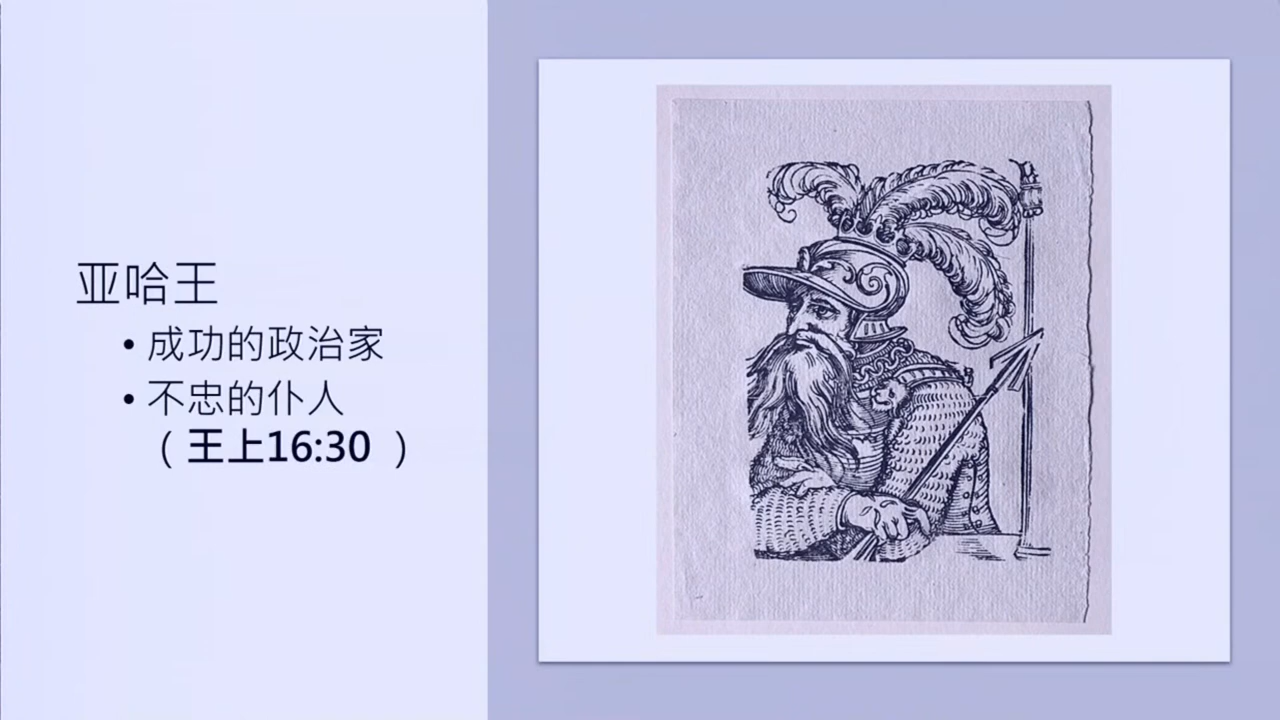 亚哈王
• 成功的政治家
• 不忠的仆人
（ 王上16:30 ）